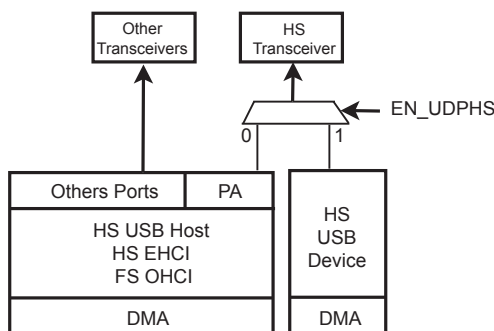 Other
Transceivers
HS
Transceiver
EN_UDPHS
0
1
Others Ports
PA
HS USB Host
HS EHCI
FS OHCI
DMA
HS
USB
Device
DMA